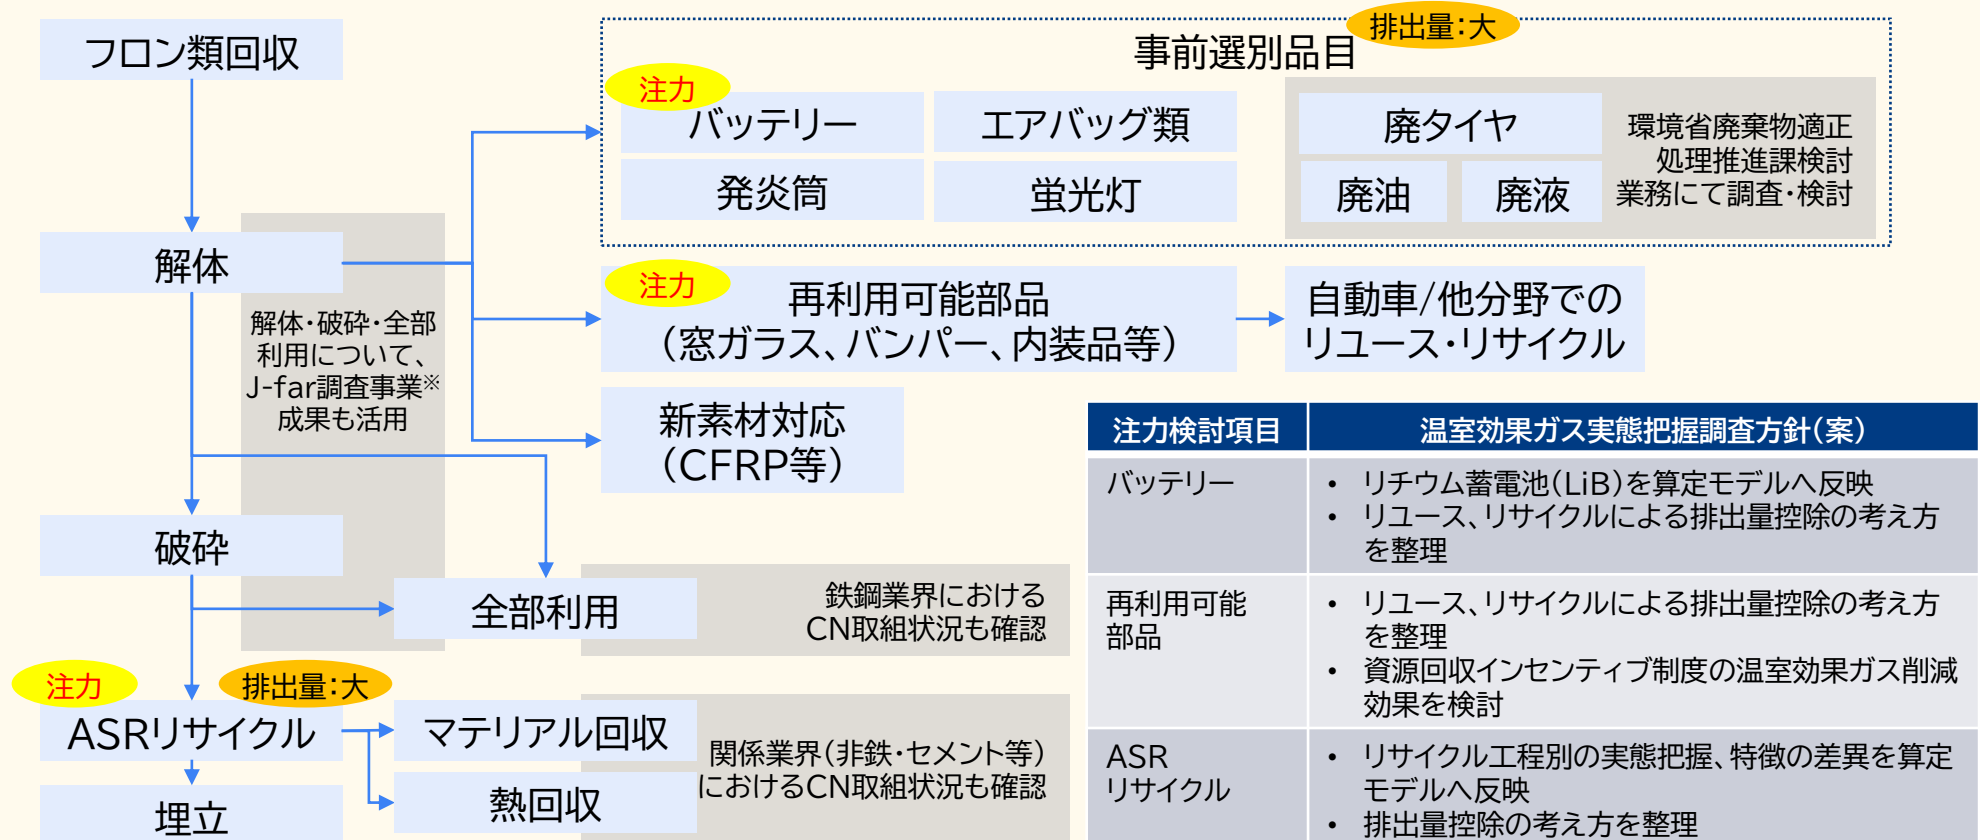 フロン類回収
排出量:大
事前選別品目
注力
バッテリー
エアバッグ類
発炎筒
蛍光灯
廃タイヤ
廃油
廃液
環境省廃棄物適正
処理推進課検討
業務にて調査・検討
解体
解体・破砕・全部
利用について、
J-far調査事業※
成果も活用
注力
再利用可能部品
(窓ガラス、バンパー、内装品等)
自動車/他分野での
リユース・リサイクル
新素材対応
(CFRP等)
破砕
全部利用
鉄鋼業界における
CN取組状況も確認
注力
排出量:大
ASRリサイクル
マテリアル回収
熱回収
関係業界(非鉄・セメント等)
におけるCN取組状況も確認
埋立
注力検討項目
温室効果ガス実態把握調査方針(案)
バッテリー
• リチウム蓄電池(LiB)を算定モデルへ反映
• リユース、リサイクルによる排出量控除の考え方
を整理
再利用可能
部品
• リユース、リサイクルによる排出量控除の考え方
を整理
• 資源回収インセンティブ制度の温室効果ガス削減
効果を検討
ASR
リサイクル
• リサイクル工程別の実態把握、特徴の差異を算定
モデルへ反映
• 排出量控除の考え方を整理